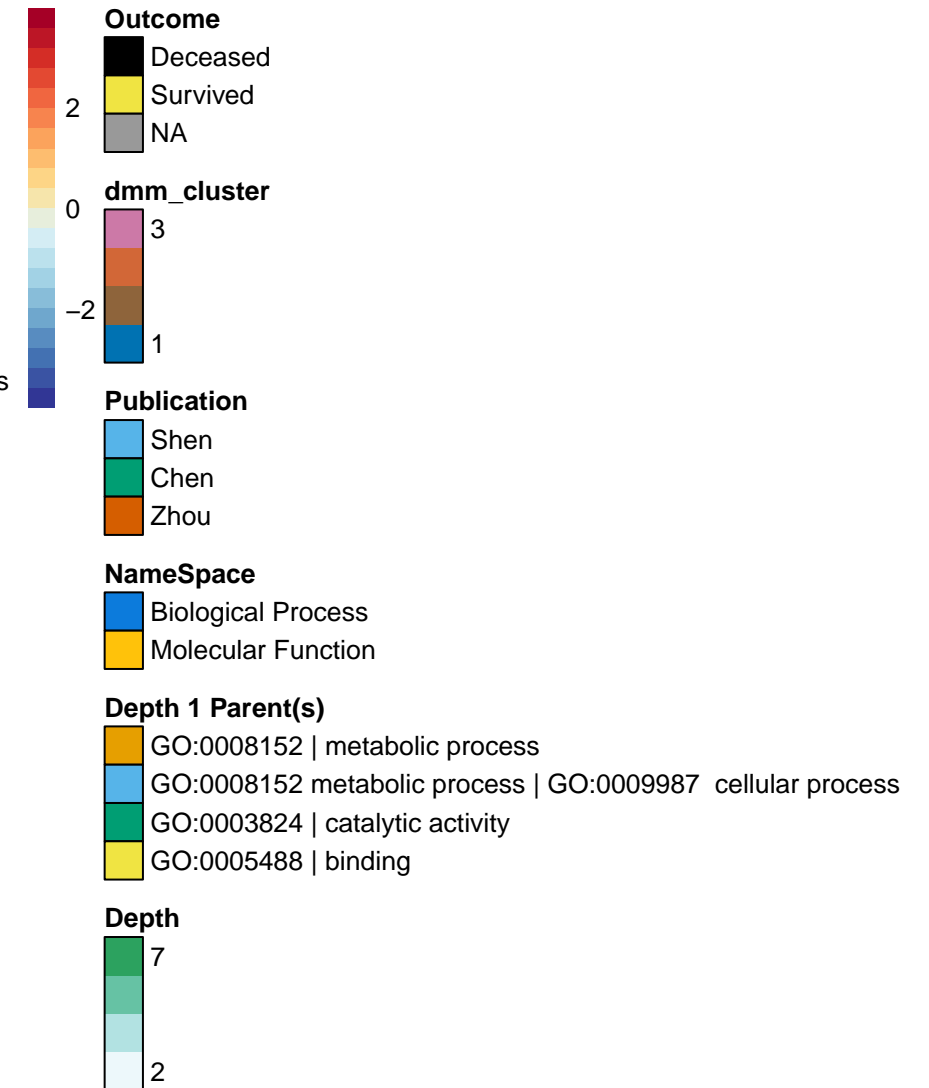 2
0
−2
s
Outcome
Deceased
Survived
NA
dmm_cluster
3
1
Publication
Shen
Chen
Zhou
NameSpace
Biological Process
Molecular Function
Depth 1 Parent(s)
GO:0008152 | metabolic process
GO:0008152 metabolic process | GO:0009987  cellular process
GO:0003824 | catalytic activity
GO:0005488 | binding
Depth
7
2